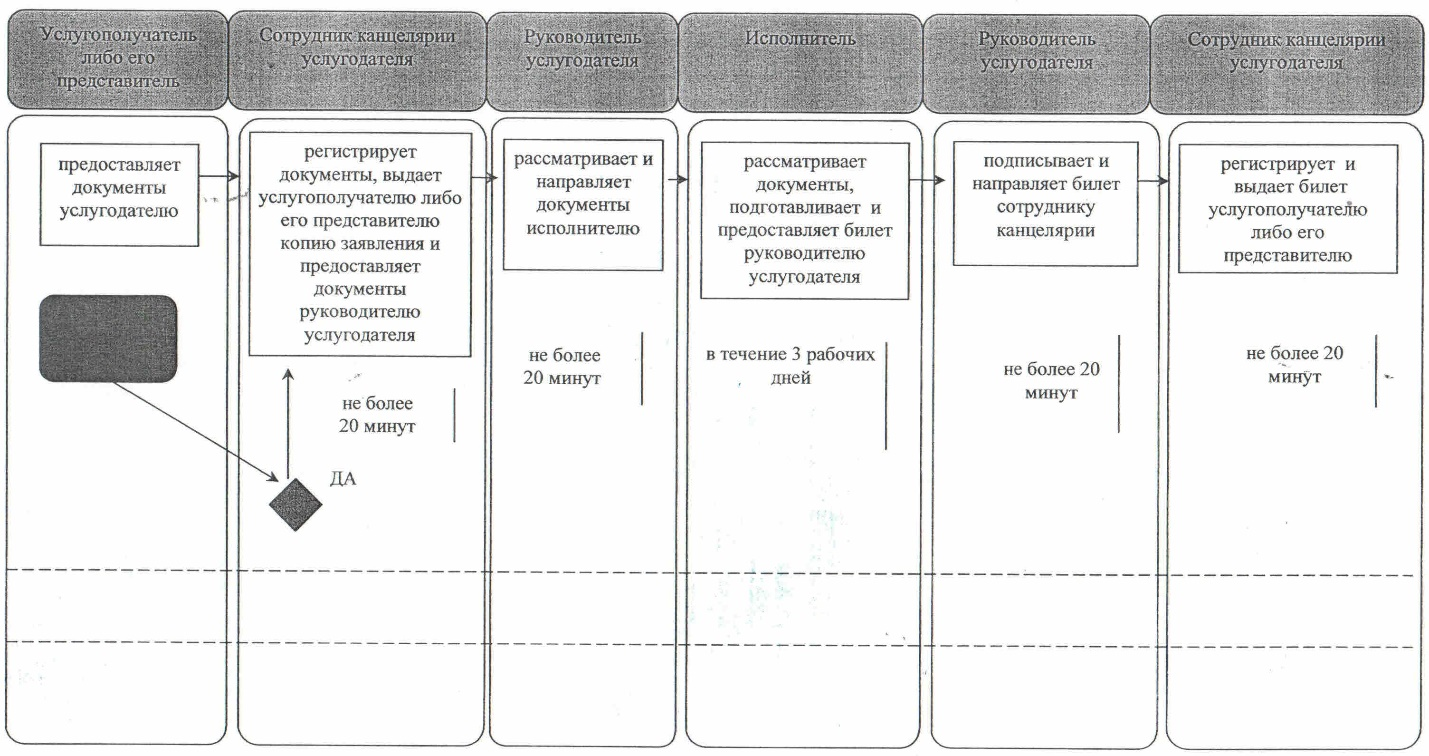 Услугополучатель
либо его
представитель
Сотрудник канцелярии
услугодателя
Руководитель
услугодателя
Исполнитель
Руководитель
услугодателя
Сотрудник канцелярии
услугодателя
предоставляет
документы
услугодателю
регистрирует
документы, выдает
услугополучателю либо
его представителю
копию заявления и
предоставляет
документы
руководителю
услугодателя
рассматривает и
направляет
документы
исполнителю
рассматривает
документы,
подготавливает и
предоставляет билет
руководителю
услугодателя
подписывает и
направляет билет
сотруднику
канцелярии
регистрирует и
выдает билет
услугополучателю
либо его
представителю
не более
20 минут
не более
20 минут
в течение 3 рабочих
дней
не более 20
минут
не более 20
минут
ДА